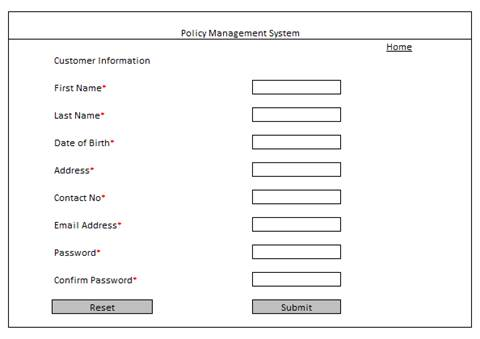 Policy Management System
Home
Customer Information
First Name*
Last Name*
Date of Birth*
Address*
Contact No*
Email Address*
Password*
Confirm Password*
Reset Submit